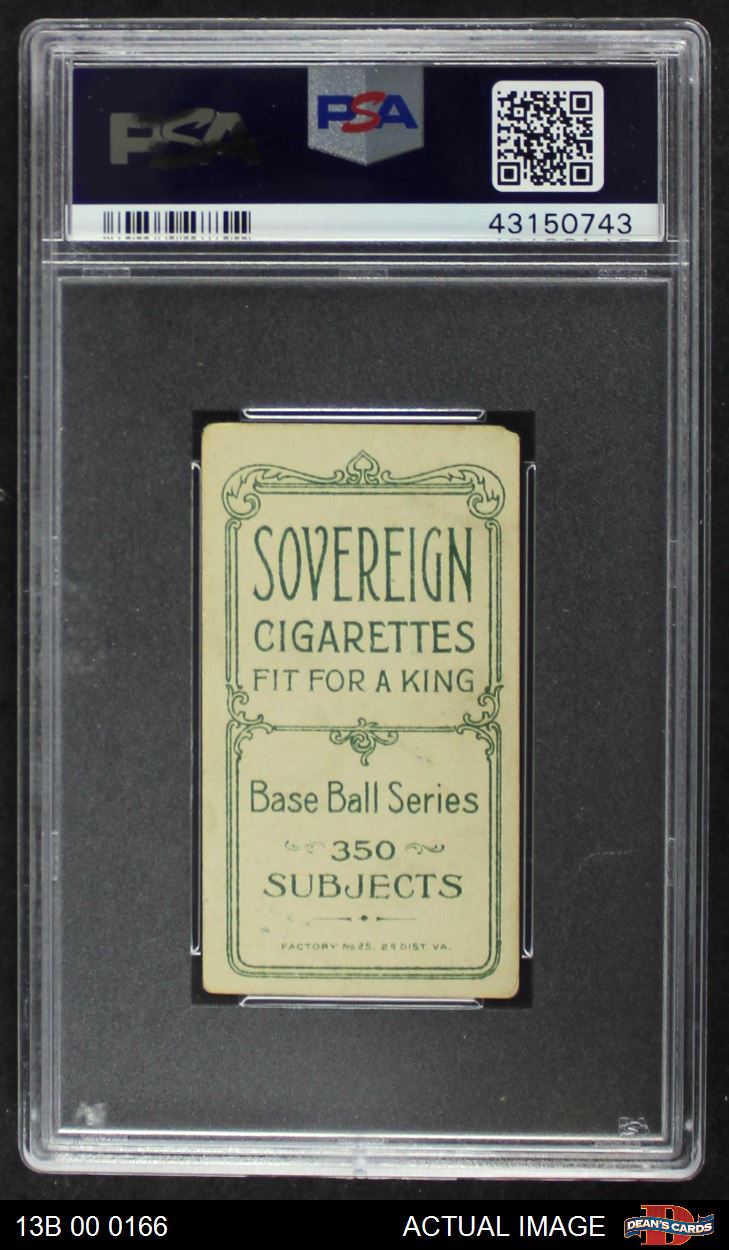 PSA
PSA
43150743
SOVEREIGN
CIGARETTES
FIT FOR A KING
Base Ball Series
350
SUBJECTS
FACTORY No 25, 2d DIST. VA.
PSA
13B 00 0166
ACTUAL IMAGE
DEAN'S CARDS